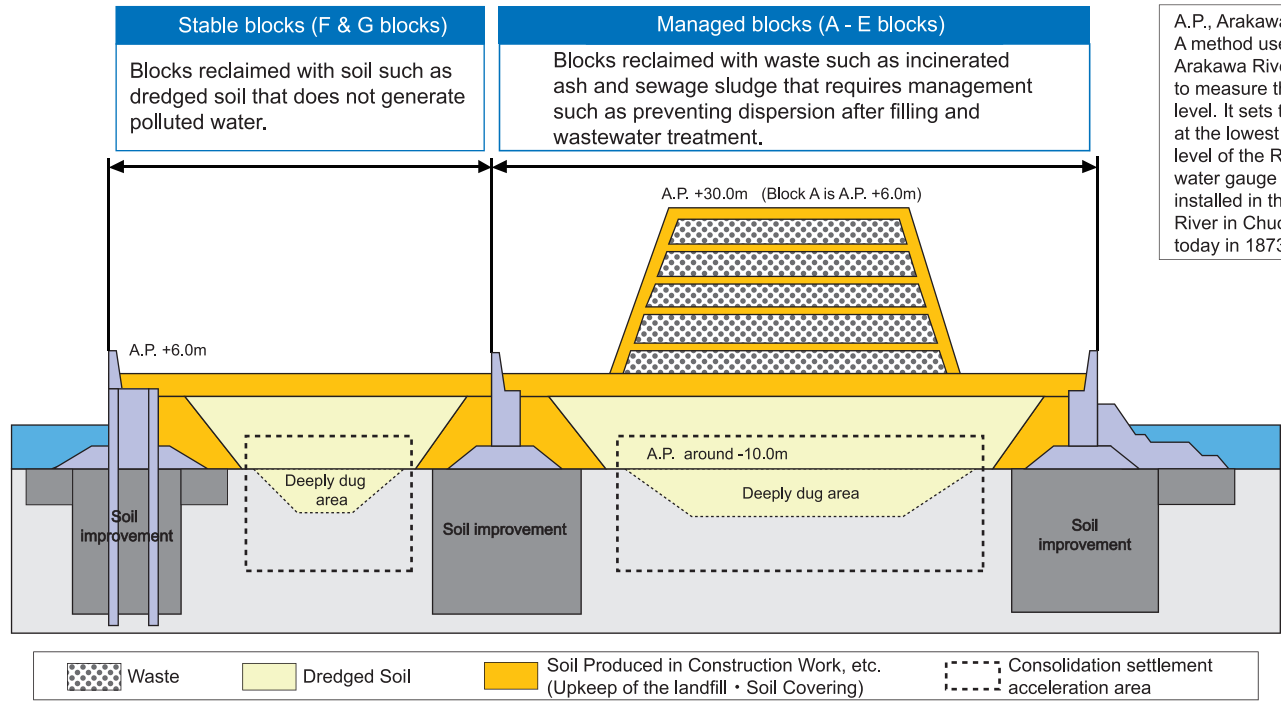 Stable blocks (F & G blocks)
Blocks reclaimed with soil such as
dredged soil that does not generate
polluted water.
Managed blocks (A - E blocks)
Blocks reclaimed with waste such as incinerated
ash and sewage sludge that requires management
such as preventing dispersion after filling and
wastewater treatment.
A.P., Arakawa
A method use
Arakawa Rive
to measure th
level. It sets t
at the lowest
level of the R
water gauge
installed in th
River in Chuo
today in 1873
A.P. +30.0m (Block A is A.P. +6.0m)
A.P. +6.0m
A.P. around -10.0m
Deeply dug
area
Deeply dug area
Soil
improvement
Soil improvement
Soil
improvement
Waste
Dredged Soil
Soil Produced in Construction Work, etc.
(Upkeep of the landfill・Soil Covering)
Consolidation settlement
acceleration area